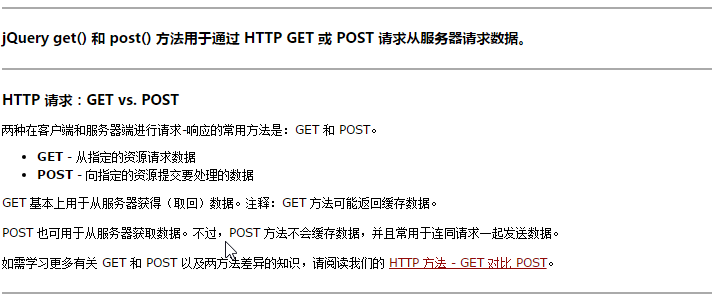 jQuery get() 和 post() 方法用于通过 HTTP GET 或 POST 请求从服务器请求数据。
HTTP 请求：GET vs. POST
两种在客户端和服务器端进行请求-响应的常用方法是：GET 和 POST。
• GET - 从指定的资源请求数据
• POST - 向指定的资源提交要处理的数据
GET 基本上用于从服务器获得（取回）数据。注释：GET 方法可能返回缓存数据。
POST 也可用于从服务器获取数据。不过，POST 方法不会缓存数据，并且常用于连同请求一起发送数据。
如需学习更多有关 GET 和 POST 以及两方法差异的知识，请阅读我们的 HTTP 方法 - GET 对比 POST。